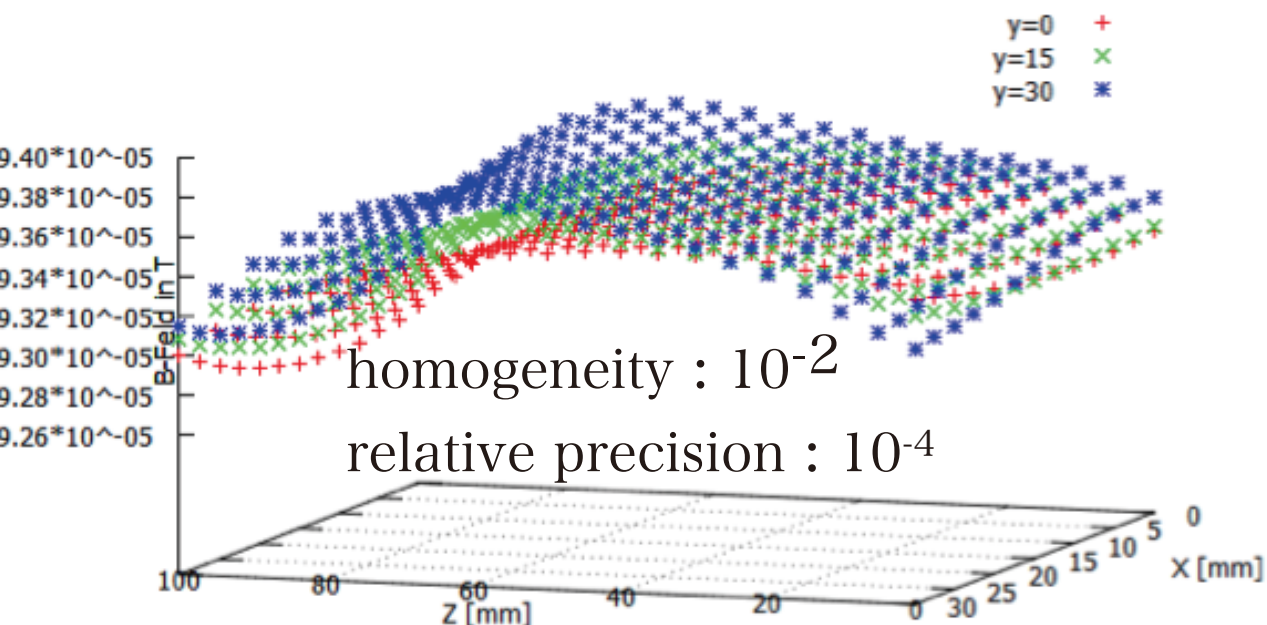 y=0
y=15
y=30
9.40*10^-05
9.38*10^-05
9.36*10^-05
9.34*10^-05
9.32*10^-05
9.30*10^-05
9.28*10^-05
9.26*10^-05
B-Feld in T
homogeneity : 10⁻²
relative precision : 10⁻⁴
100
80
60
40
20
0
Z [mm]
0
5
10
15
20
25
30
X [mm]